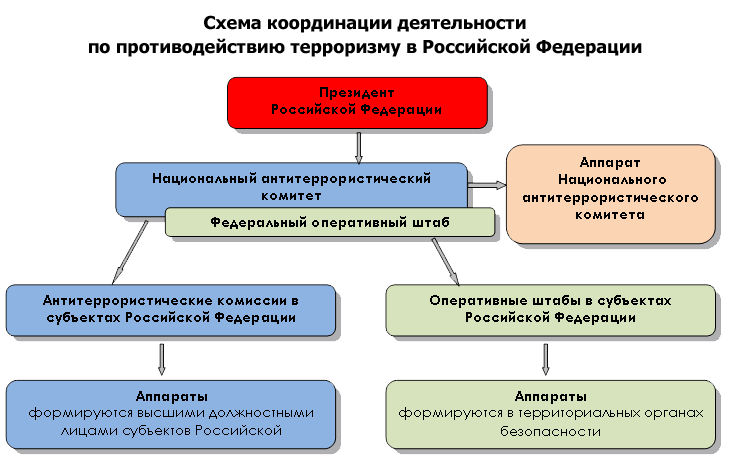 Схема координации деятельности
по противодействию терроризму в Российской Федерации
Президент
Российской Федерации
Национальный антитеррористический
комитет
Аппарат
Национального
антитеррористического
комитета
Федеральный оперативный штаб
Антитеррористические комиссии в
субъектах Российской Федерации
Оперативные штабы в субъектах
Российской Федерации
Аппараты
формируются высшими должностными
лицами субъектов Российской
Аппараты
формируются в территориальных органах
безопасности